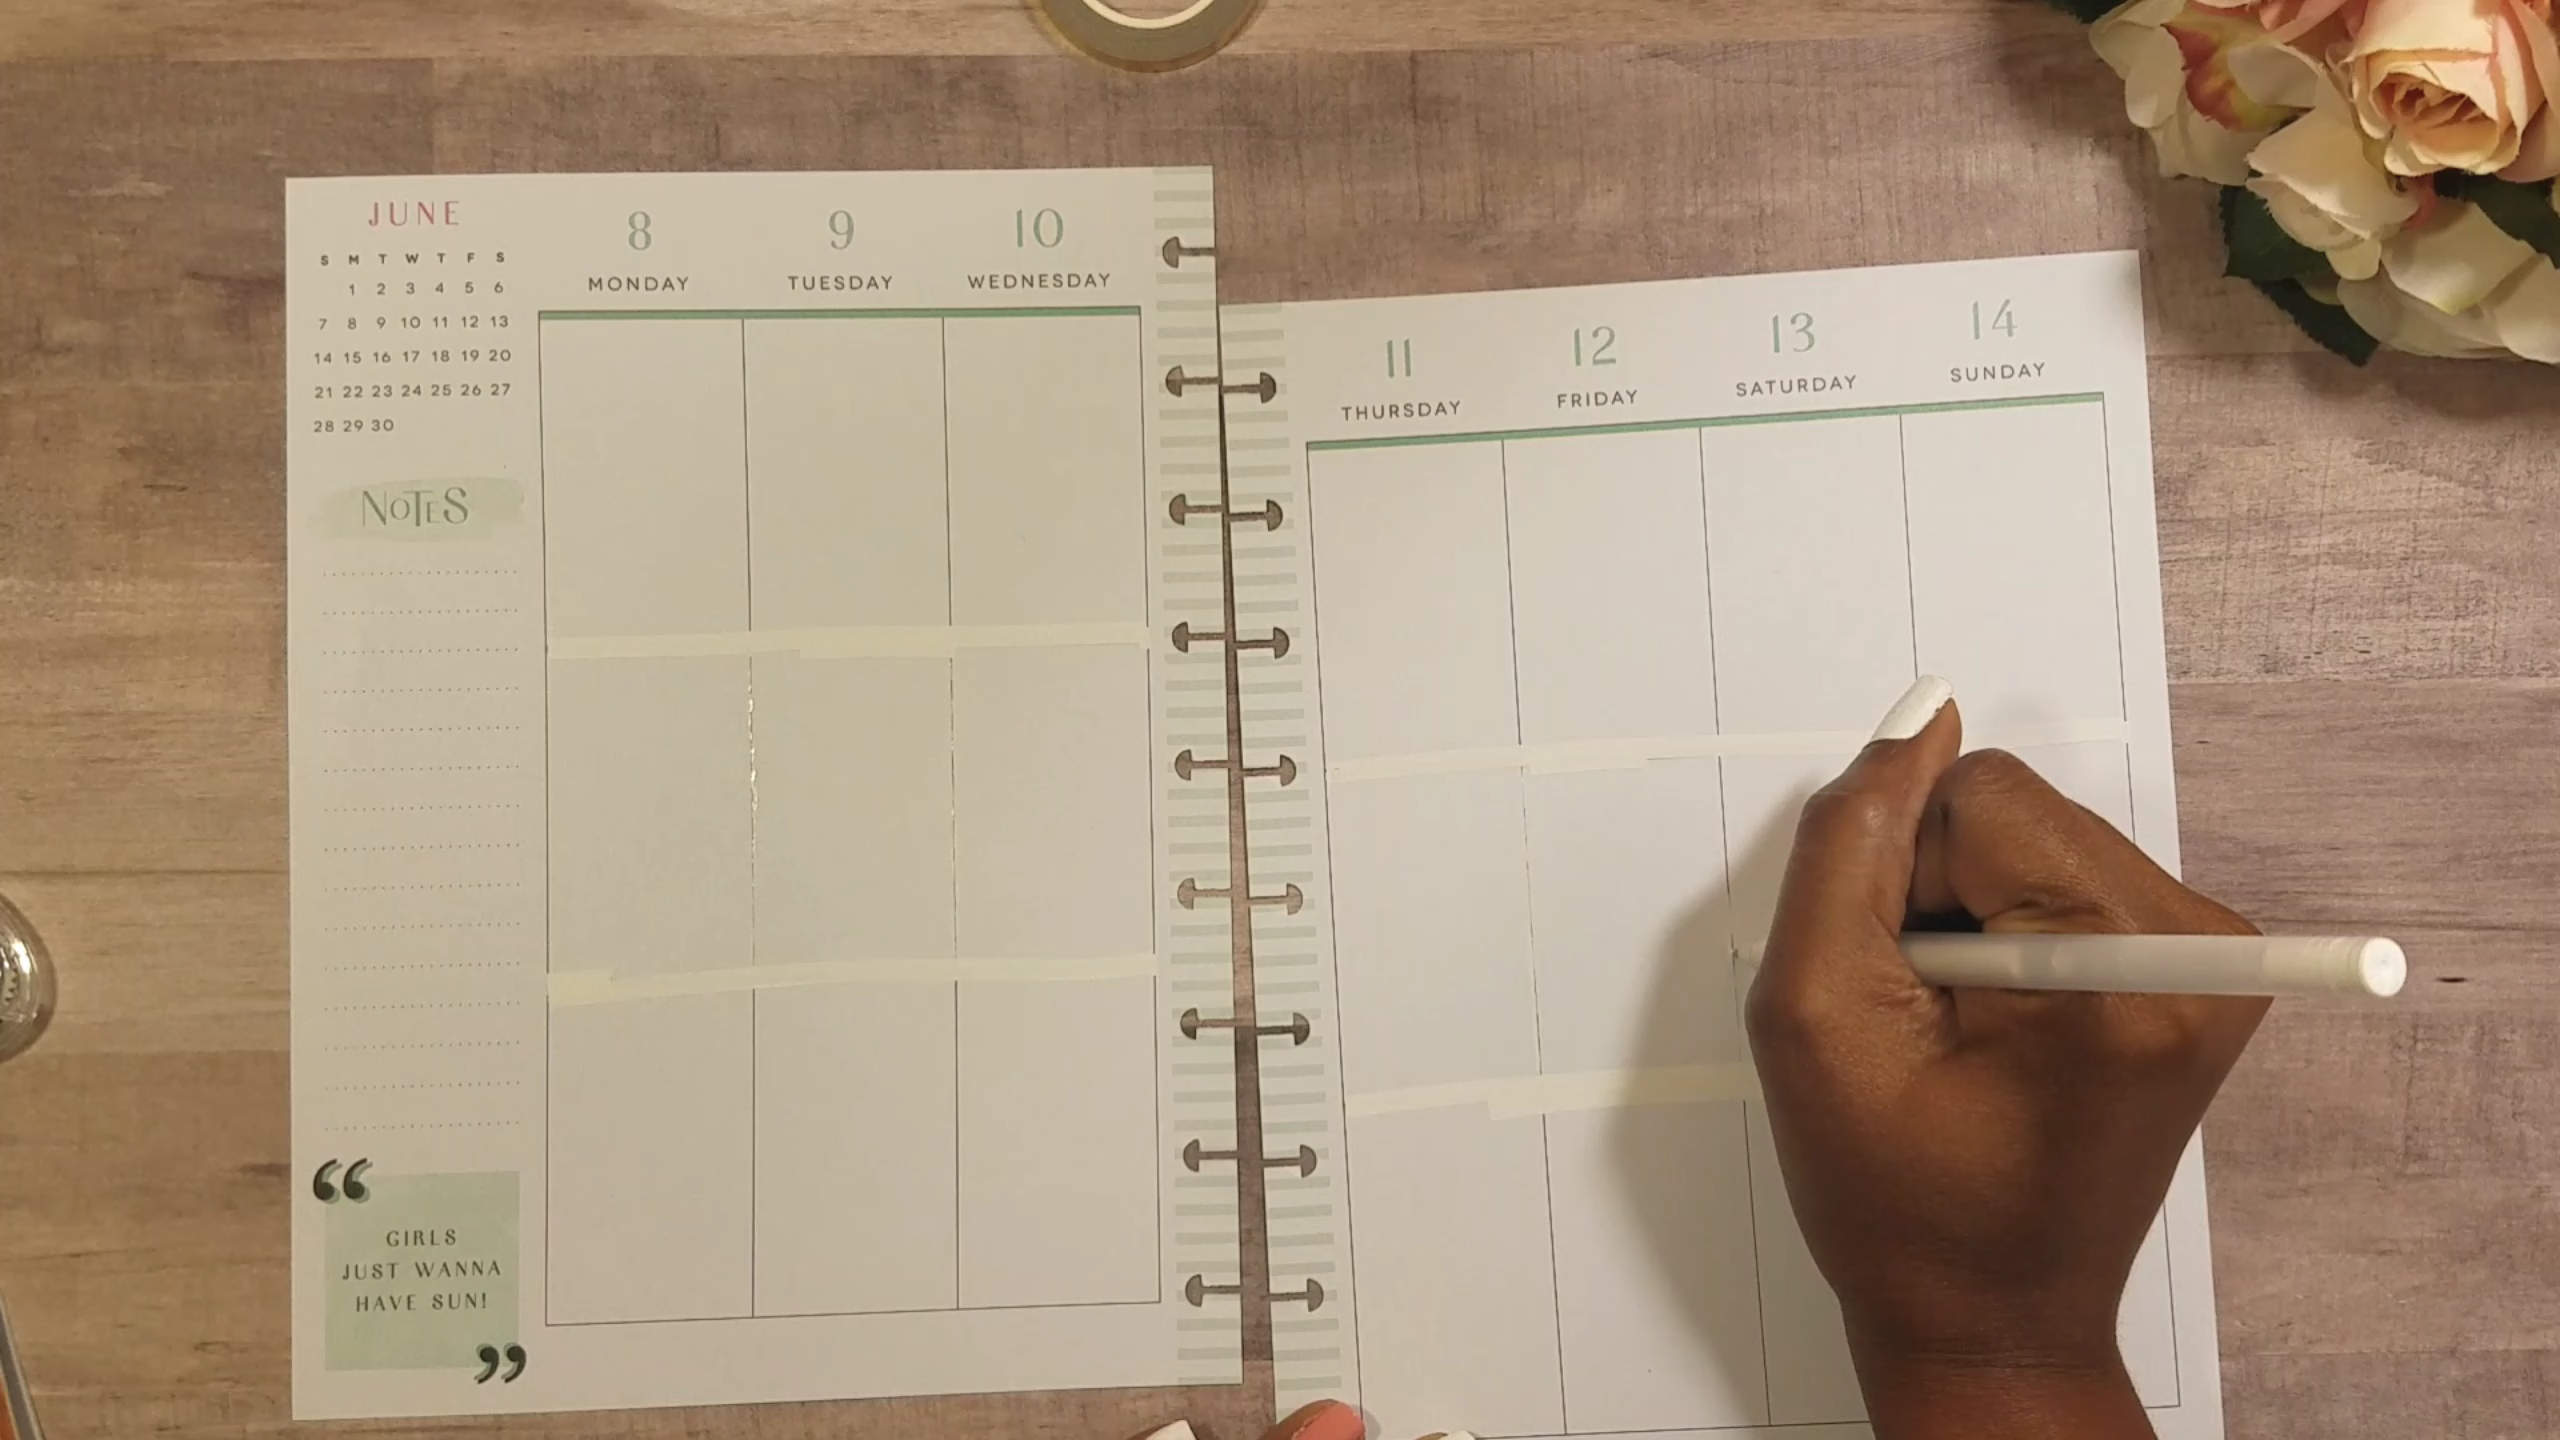 JUNE
S M T W T F S
1 2 3 4 5 6
7 8 9 10 11 12 13
14 15 16 17 18 19 20
21 22 23 24 25 26 27
28 29 30
NOTES
“
GIRLS
JUST WANNA
HAVE SUN!
”
8 9 10
MONDAY TUESDAY WEDNESDAY
11 12 13 14
THURSDAY FRIDAY SATURDAY SUNDAY